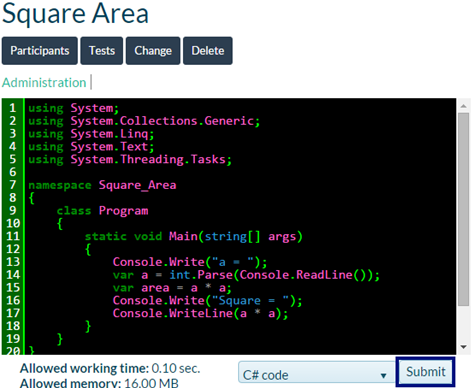 Square Area
Participants Tests Change Delete
Administration |
1 using System;
2 using System.Collections.Generic;
3 using System.Linq;
4 using System.Text;
5 using System.Threading.Tasks;
6
7 namespace Square_Area
8 {
9     class Program
10     {
11         static void Main(string[] args)
12         {
13             Console.Write("a = ");
14             var a = int.Parse(Console.ReadLine());
15             var area = a * a;
16             Console.Write("Square = ");
17             Console.WriteLine(a * a);
18         }
19     }
20 }
Allowed working time: 0.10 sec.
Allowed memory: 16.00 MB
C# code
Submit